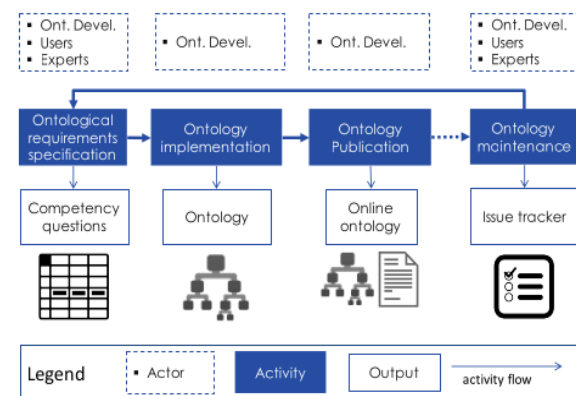 ▪ Ont. Devel.
▪ Users
▪ Experts
▪ Ont. Devel.
▪ Ont. Devel.
▪ Ont. Devel.
▪ Users
▪ Experts
Ontological
requirements
specification
Ontology
implementation
Ontology
Publication
Ontology
maintenance
Competency
questions
Ontology
Online
ontology
Issue tracker
Legend
▪ Actor
Activity
Output
activity flow